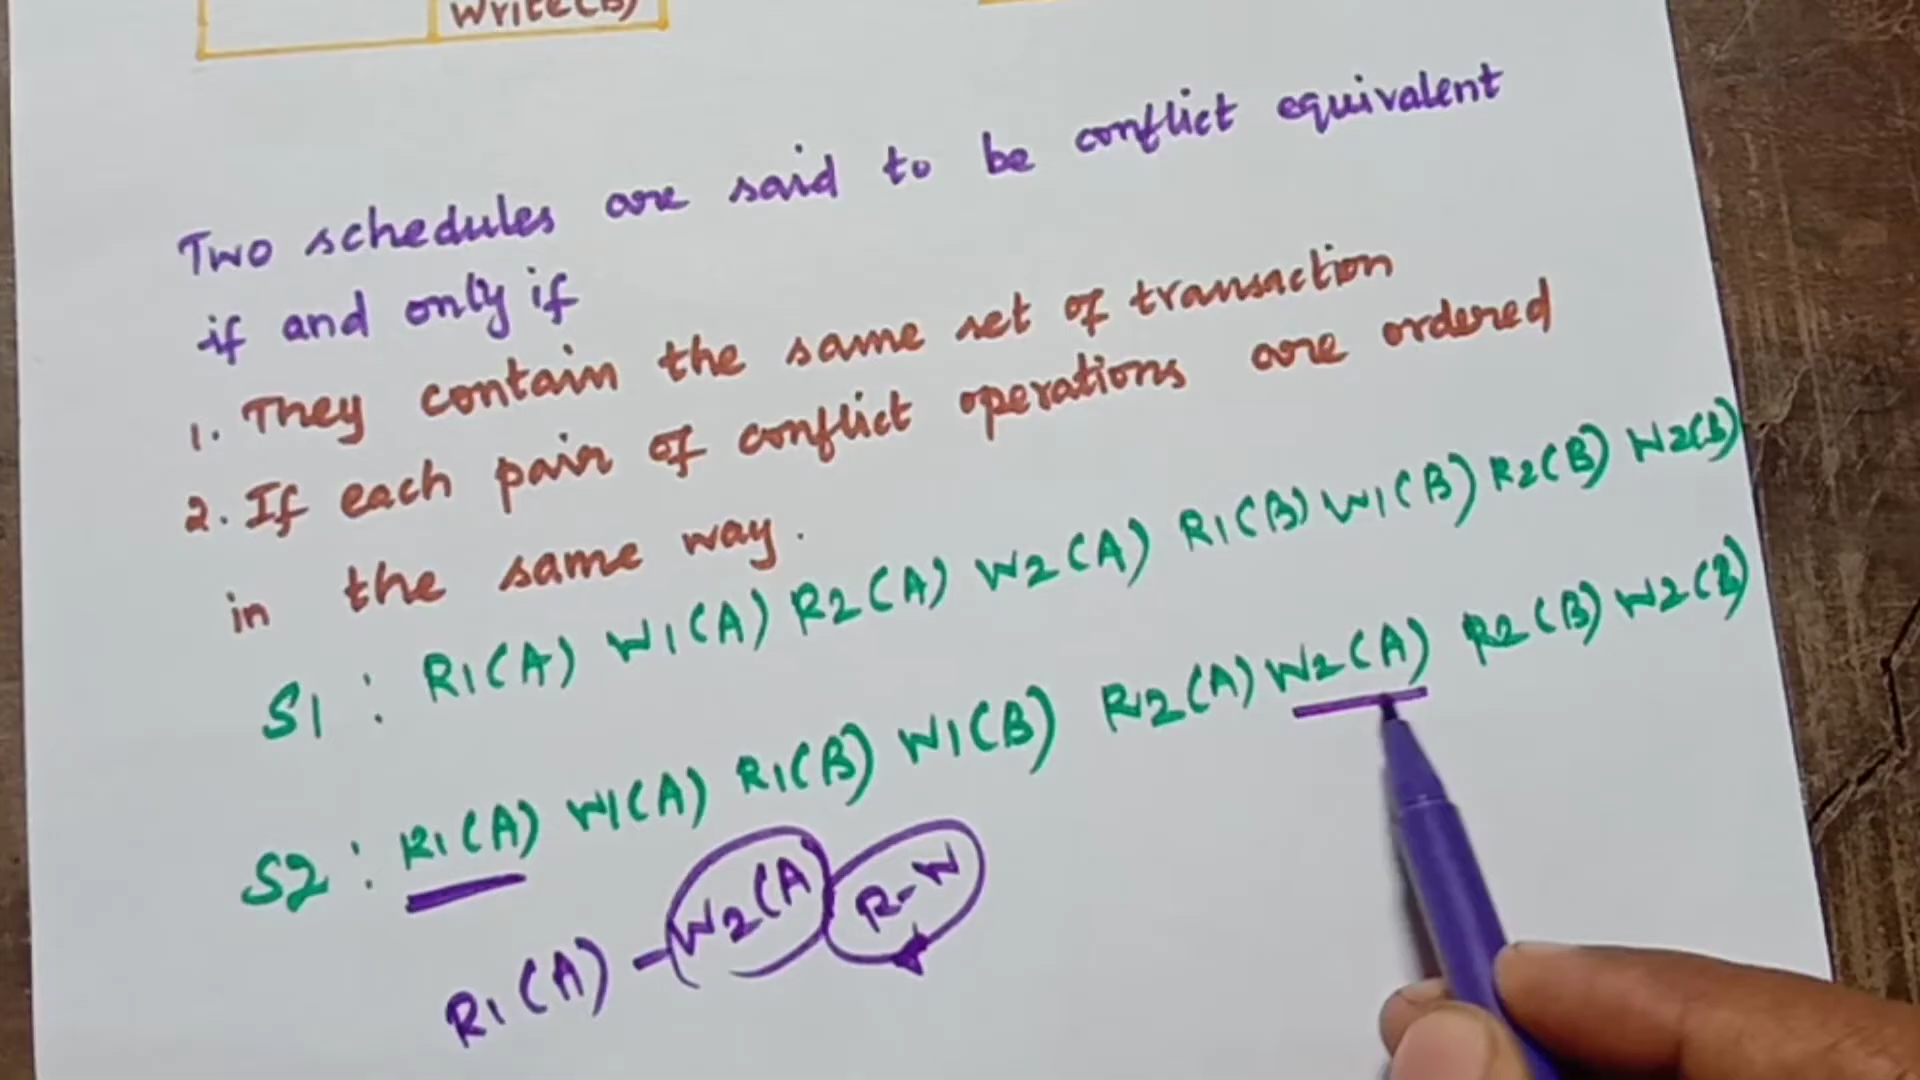 Write(B)
Two schedules are said to be conflict equivalent
if and only if
1. They contain the same set of transaction
2. If each pair of conflict operations are ordered
in the same way.
S1 : R1(A) W1(A) R2(A) W2(A) R1(B) W1(B) R2(B) W2(B)
S2 : R1(A) W1(A) R1(B) W1(B) R2(A) W2(A) R2(B) W2(B)
R1(A) - W2(A) R-W